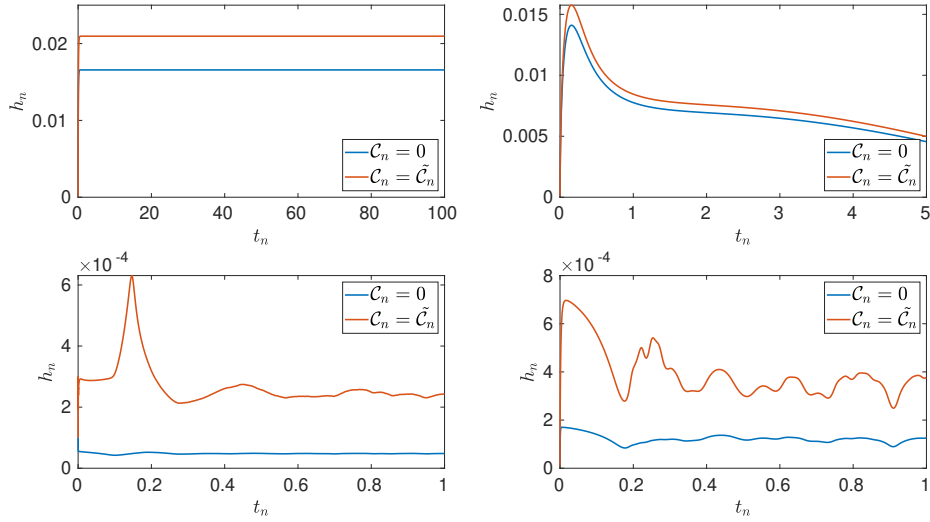 0.02
0.01
0
h_n
0 20 40 60 80 100
t_n
C_n = 0
C_n = C̃_n
0.015
0.01
0.005
0
h_n
0 1 2 3 4 5
t_n
C_n = 0
C_n = C̃_n
×10^-4
6
4
2
0
h_n
0 0.2 0.4 0.6 0.8 1
t_n
C_n = 0
C_n = C̃_n
×10^-4
8
6
4
2
0
h_n
0 0.2 0.4 0.6 0.8 1
t_n
C_n = 0
C_n = C̃_n